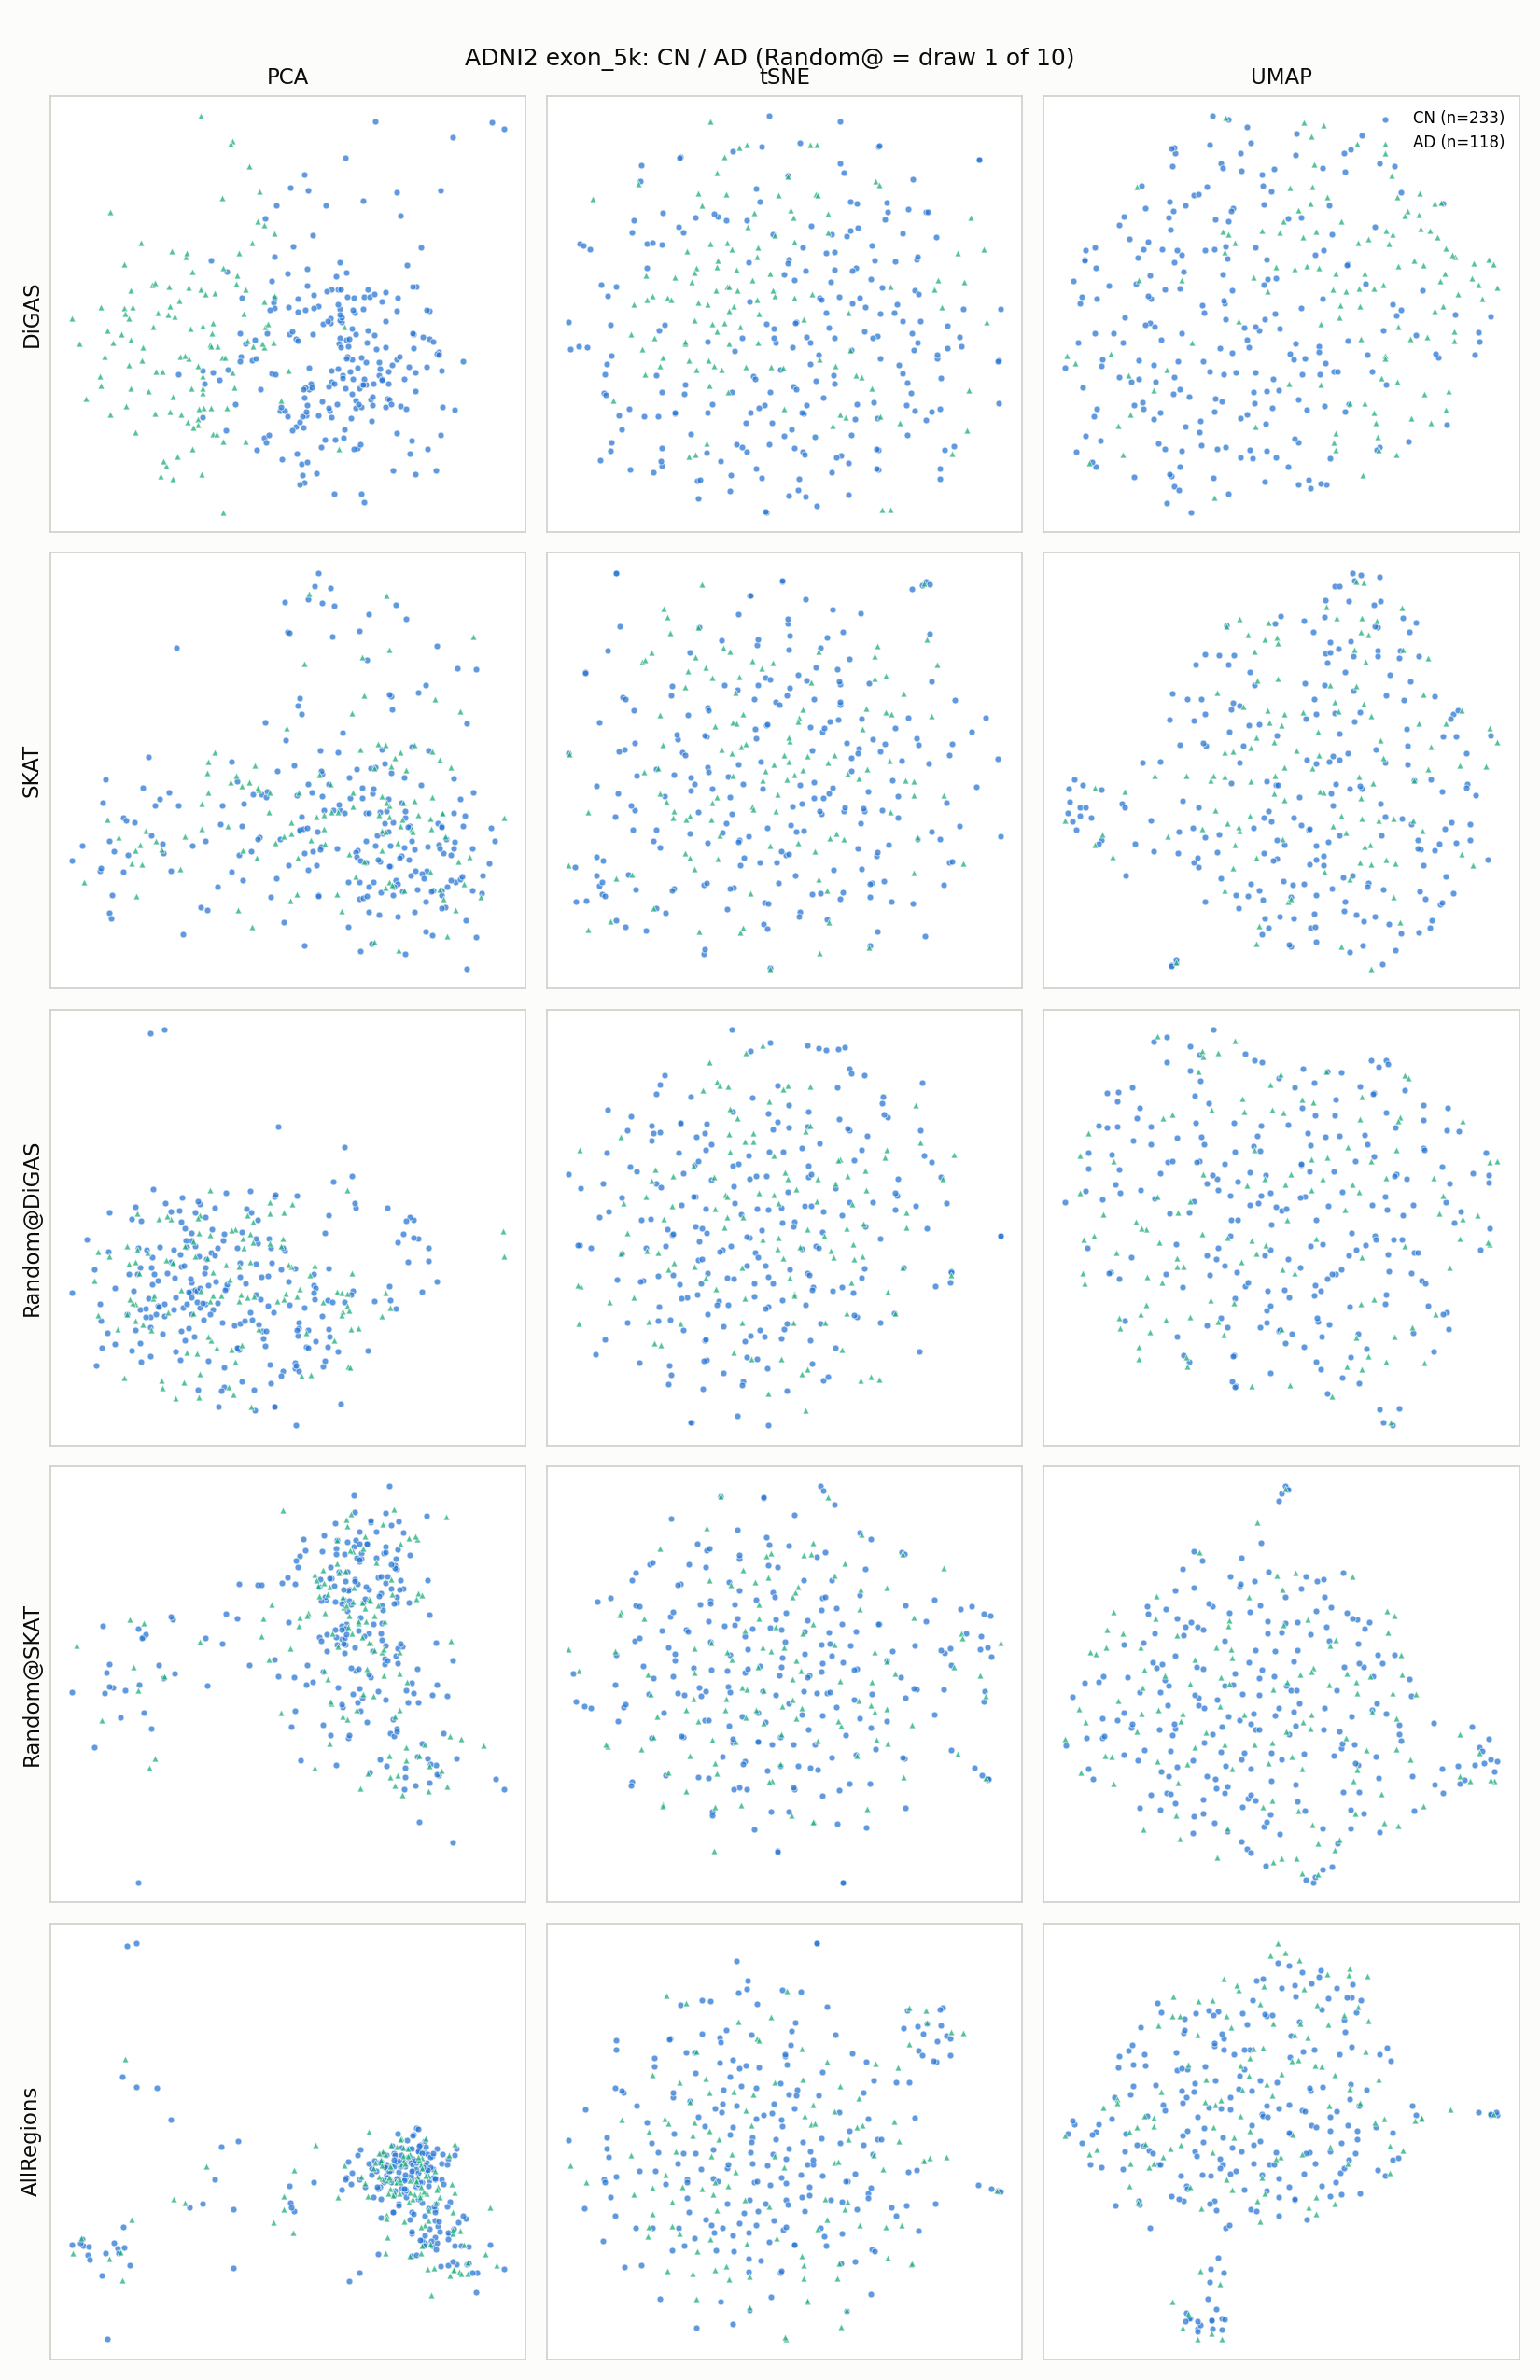 ADNI2 exon_5k: CN / AD (Random@ = draw 1 of 10)
PCA
tSNE
UMAP
CN (n=233)
AD (n=118)
DiGAS
SKAT
Random@DiGAS
Random@SKAT
AllRegions